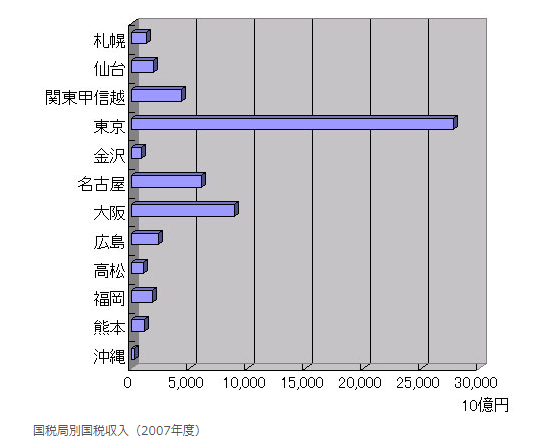 札幌
仙台
関東甲信越
東京
金沢
名古屋
大阪
広島
高松
福岡
熊本
沖縄
0 5,000 10,000 15,000 20,000 25,000 30,000
10億円
国税局別国税収入（2007年度）